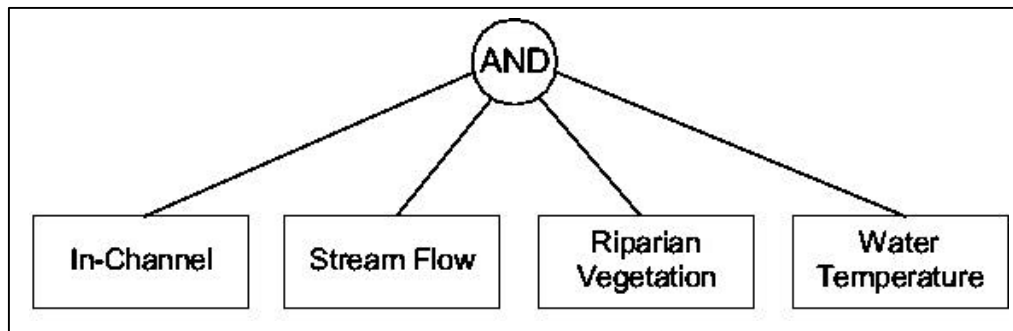 AND
In-Channel
Stream Flow
Riparian
Vegetation
Water
Temperature